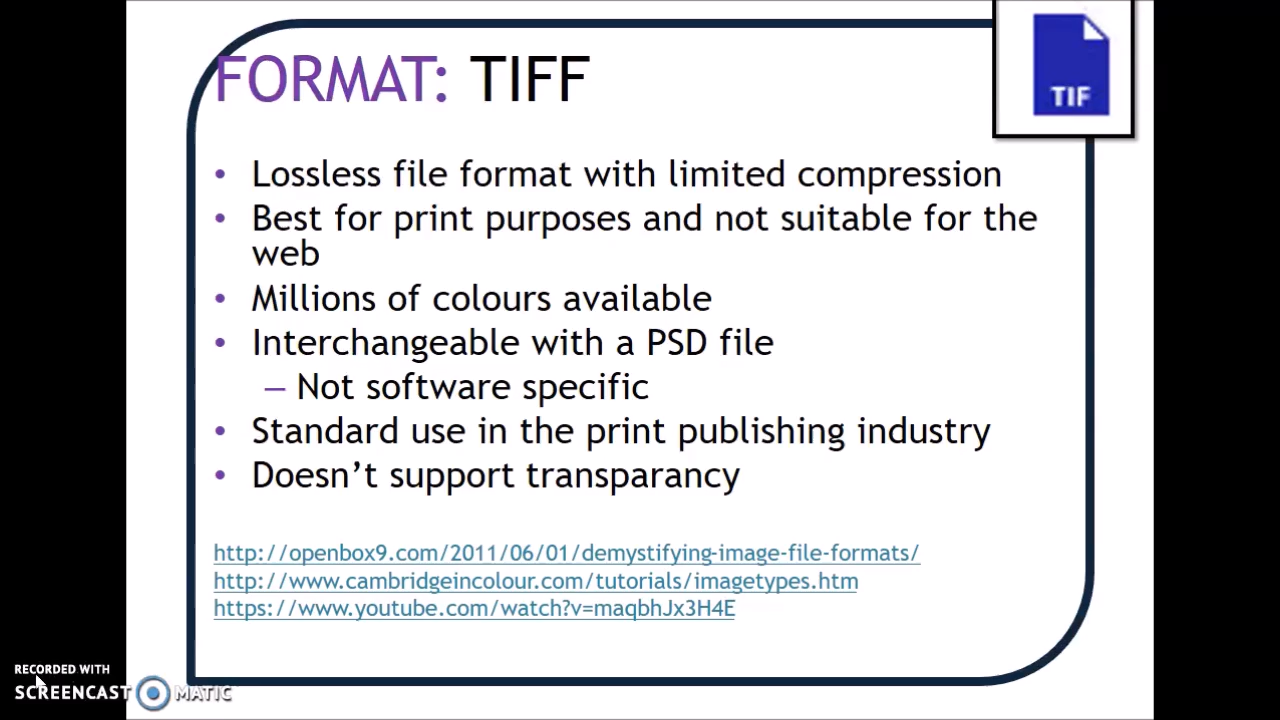 FORMAT: TIFF
TIF
• Lossless file format with limited compression
• Best for print purposes and not suitable for the
web
• Millions of colours available
• Interchangeable with a PSD file
– Not software specific
• Standard use in the print publishing industry
• Doesn’t support transparancy
http://openbox9.com/2011/06/01/demystifying-image-file-formats/
http://www.cambridgeincolour.com/tutorials/imagetypes.htm
https://www.youtube.com/watch?v=maqbhJx3H4E
RECORDED WITH
SCREENCAST MATIC